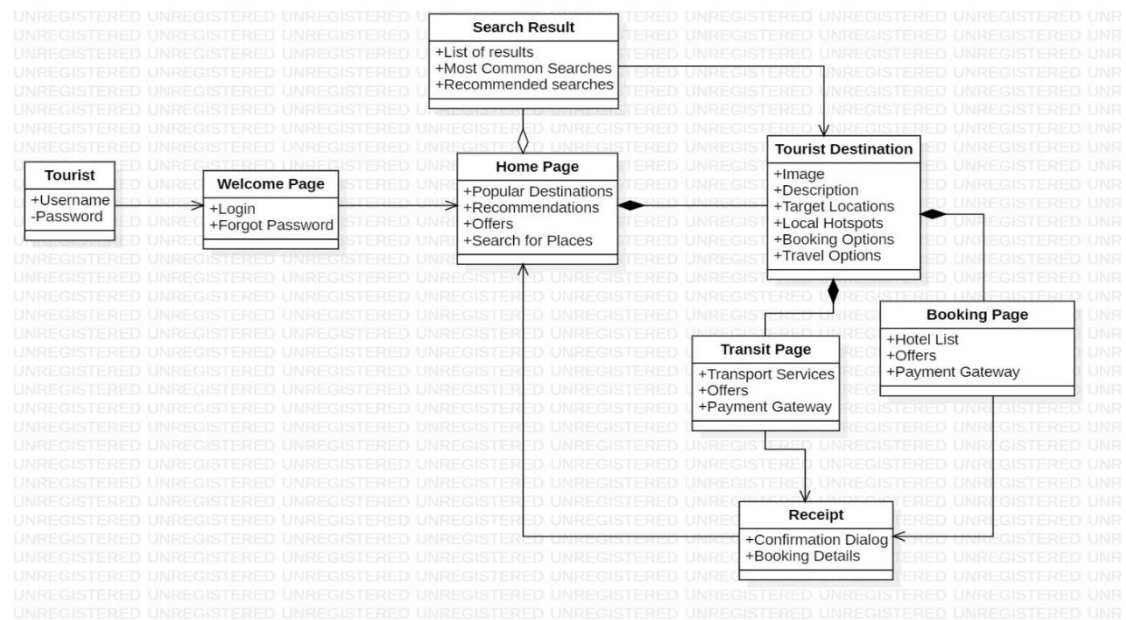 Search Result
+List of results
+Most Common Searches
+Recommended searches
Tourist
+Username
-Password
Welcome Page
+Login
+Forgot Password
Home Page
+Popular Destinations
+Recommendations
+Offers
+Search for Places
Tourist Destination
+Image
+Description
+Target Locations
+Local Hotspots
+Booking Options
+Travel Options
Transit Page
+Transport Services
+Offers
+Payment Gateway
Booking Page
+Hotel List
+Offers
+Payment Gateway
Receipt
+Confirmation Dialog
+Booking Details
UNREGISTERED